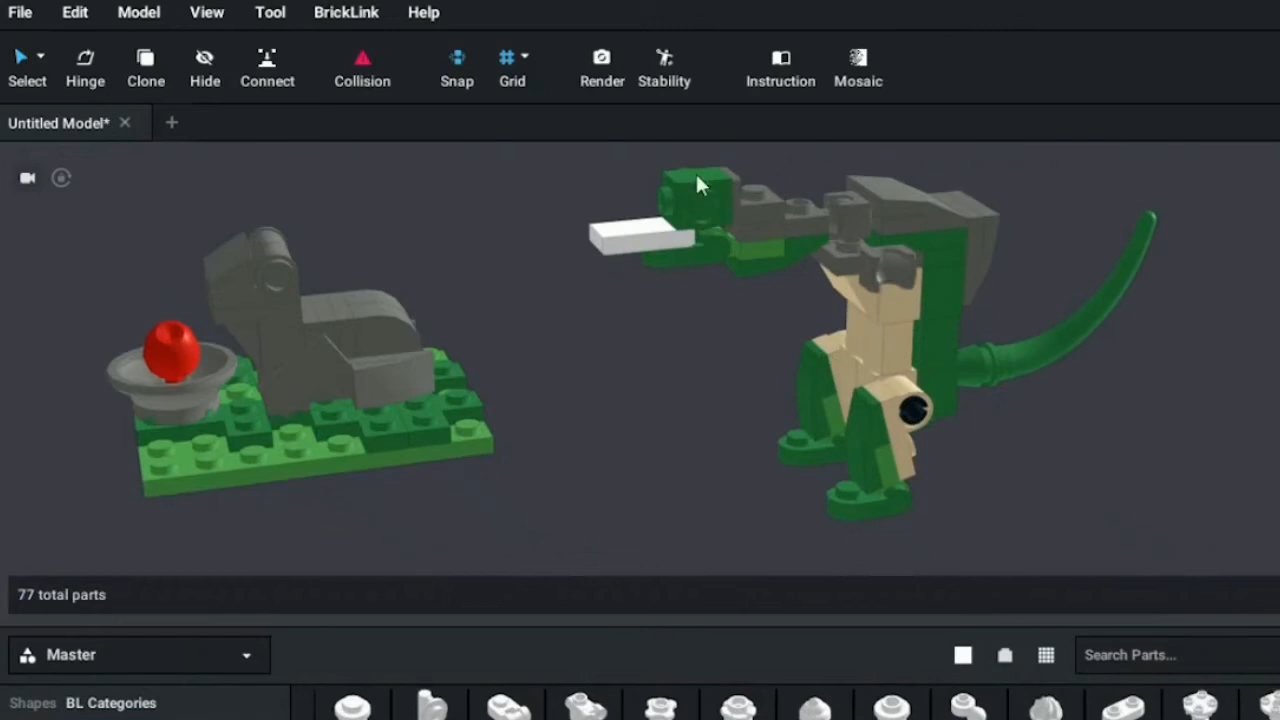 File Edit Model View Tool BrickLink Help
Select Hinge Clone Hide Connect Collision Snap Grid Render Stability Instruction Mosaic
Untitled Model*
77 total parts
Master Search Parts...
Shapes BL Categories